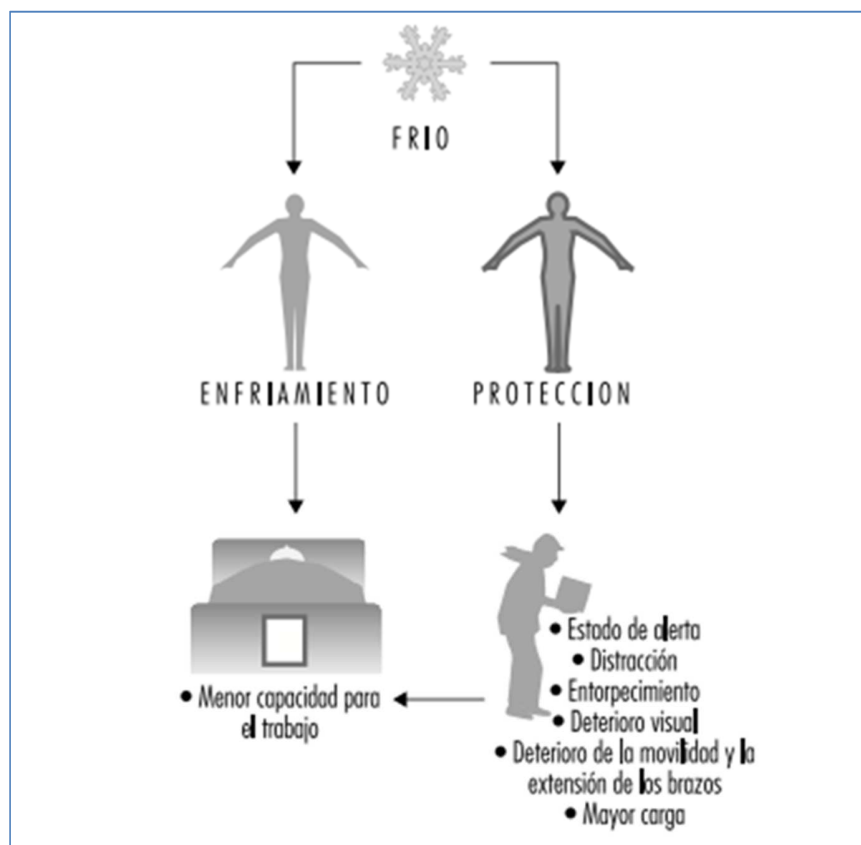 FRIO
ENFRIAMIENTO
PROTECCION
• Menor capacidad para
el trabajo
• Estado de alerta
• Distracción
• Entorpecimiento
• Deterioro visual
• Deterioro de la movilidad y la
extensión de los brazos
• Mayor carga